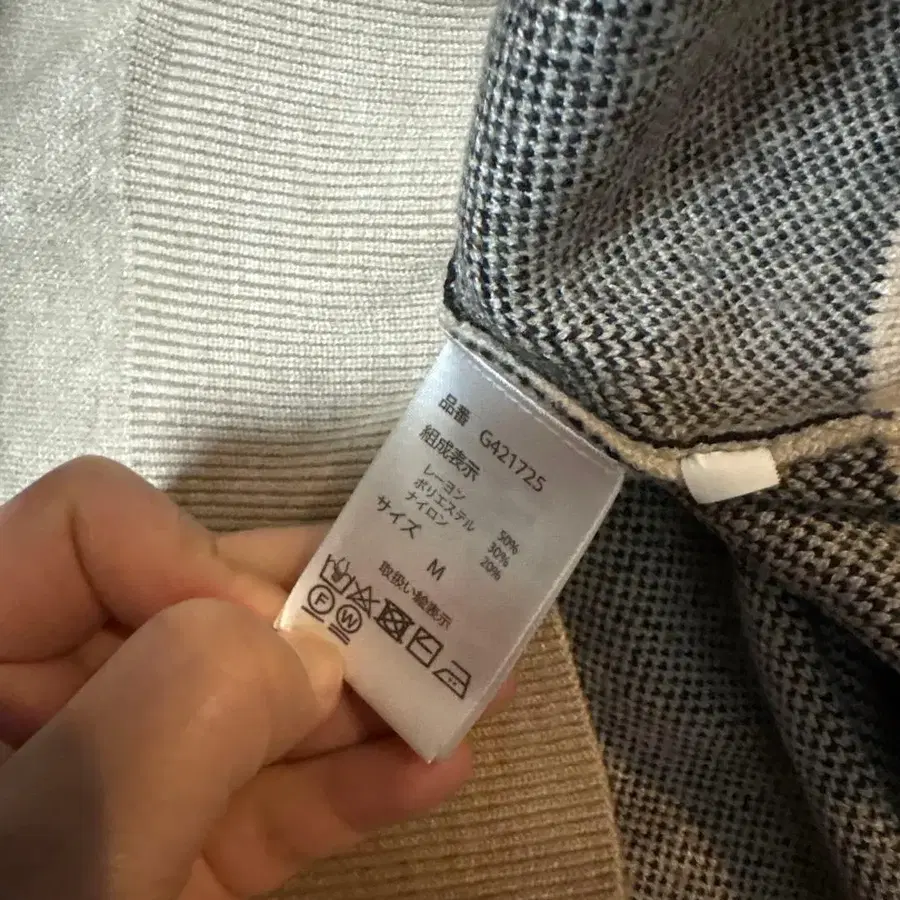 品番 G421725
組成表示
レーヨン 50%
ポリエステル 30%
ナイロン 20%
サイズ M
取扱い絵表示
F W